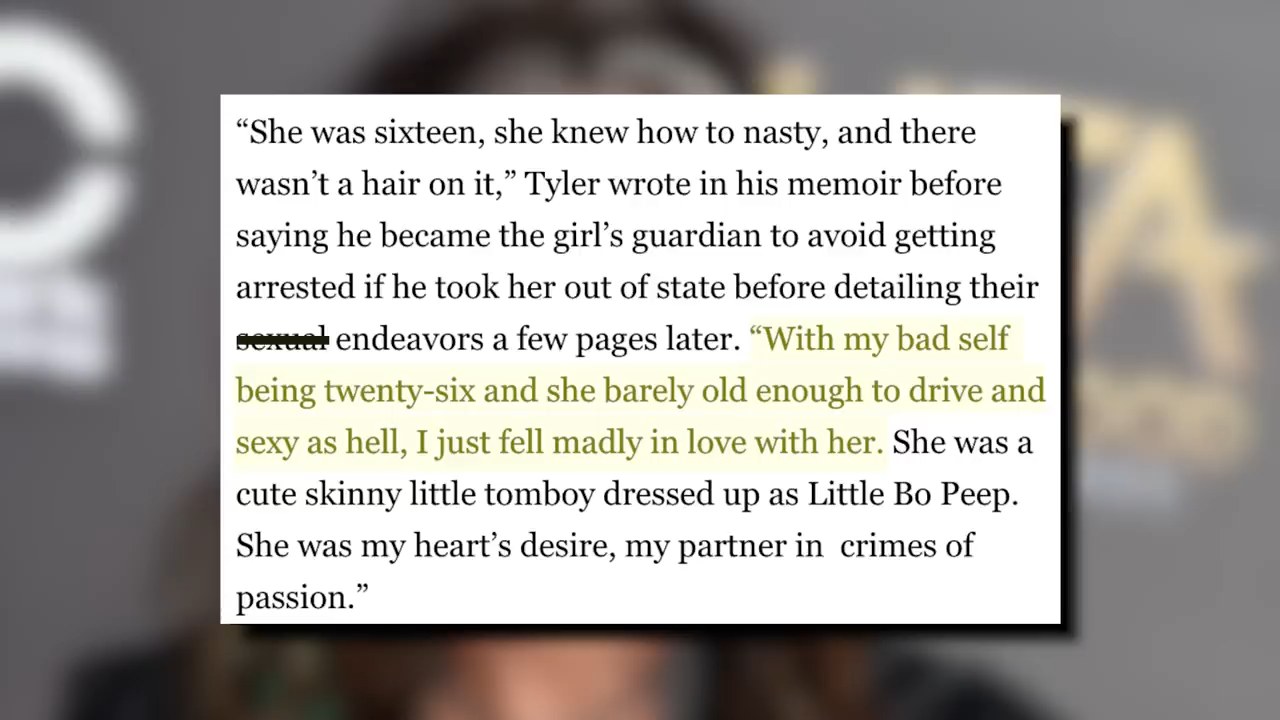 “She was sixteen, she knew how to nasty, and there
wasn’t a hair on it,” Tyler wrote in his memoir before
saying he became the girl’s guardian to avoid getting
arrested if he took her out of state before detailing their
sexual endeavors a few pages later. “With my bad self
being twenty-six and she barely old enough to drive and
sexy as hell, I just fell madly in love with her. She was a
cute skinny little tomboy dressed up as Little Bo Peep.
She was my heart’s desire, my partner in crimes of
passion.”